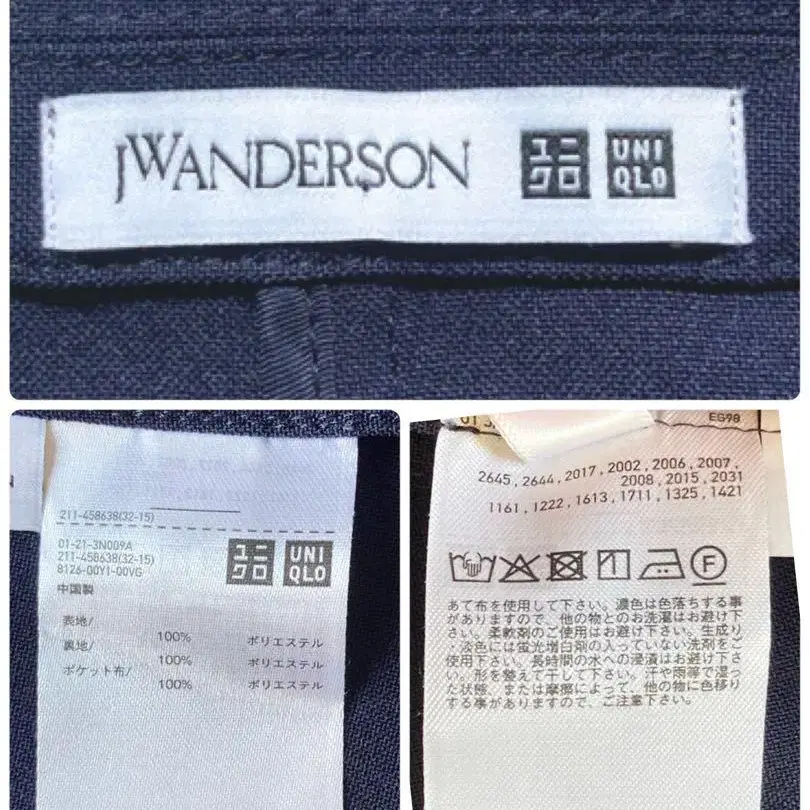 JWANDERSON
ユニ
クロ
UNI
QLO
211-458638(32-15)
01-21-3N009A
211-458638(32-15)
8126-00Y1-00VG
中国製
ユニ
クロ
UNI
QLO
表地/
100% ポリエステル
裏地/
100% ポリエステル
ポケット布/
100% ポリエステル
EG98
2645, 2644, 2017, 2002, 2006, 2007,
2008, 2015, 2031
1161, 1222, 1613, 1711, 1325, 1421
F
あて布を使用して下さい。濃色は色落ちする事
がありますので、他の物とのお洗濯はお避け下
さい。柔軟剤のご使用はお避け下さい。生成り
・淡色には蛍光増白剤の入っていない洗剤をご
使用下さい。長時間の水への浸漬はお避け下さ
い。形を整えて干して下さい。汗や雨等で湿っ
た状態、または摩擦によって、他の物に色移り
する事がありますので、ご注意下さい。